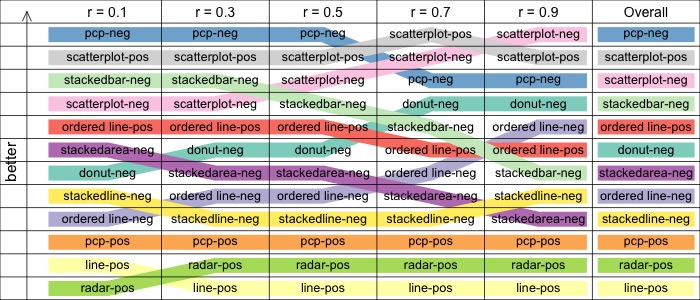 r = 0.1 r = 0.3 r = 0.5 r = 0.7 r = 0.9 Overall
pcp-neg pcp-neg pcp-neg scatterplot-pos scatterplot-neg pcp-neg
scatterplot-pos scatterplot-pos scatterplot-pos scatterplot-neg scatterplot-pos scatterplot-pos
stackedbar-neg stackedbar-neg scatterplot-neg pcp-neg pcp-neg scatterplot-neg
scatterplot-neg scatterplot-neg stackedbar-neg donut-neg donut-neg stackedbar-neg
ordered line-pos ordered line-pos ordered line-pos stackedbar-neg ordered line-neg ordered line-pos
stackedarea-neg donut-neg donut-neg ordered line-pos ordered line-pos donut-neg
donut-neg stackedarea-neg stackedarea-neg ordered line-neg stackedbar-neg stackedarea-neg
stackedline-neg ordered line-neg ordered line-neg stackedarea-neg stackedline-neg ordered line-neg
ordered line-neg stackedline-neg stackedline-neg stackedline-neg stackedarea-neg stackedline-neg
pcp-pos pcp-pos pcp-pos pcp-pos pcp-pos pcp-pos
line-pos radar-pos radar-pos radar-pos radar-pos radar-pos
radar-pos line-pos line-pos line-pos line-pos line-pos
better